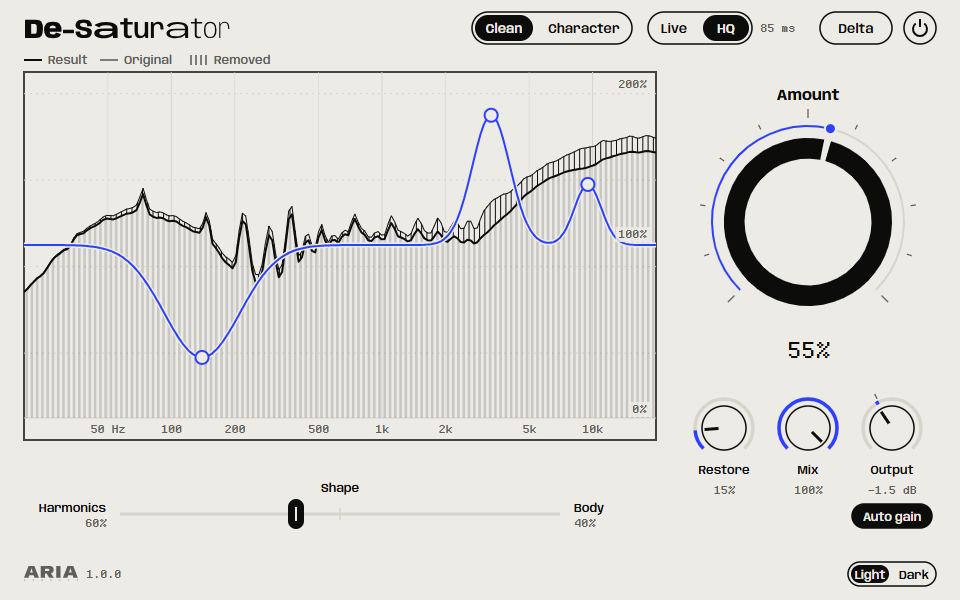 De-Saturator
Clean Character
Live HQ 85 ms
Delta
Result Original Removed
200%
100%
0%
50 Hz 100 200 500 1k 2k 5k 10k
Amount
55%
Restore Mix Output
15% 100% -1.5 dB
Auto gain
Shape
Harmonics Body
60% 40%
ARIA 1.0.0
Light Dark